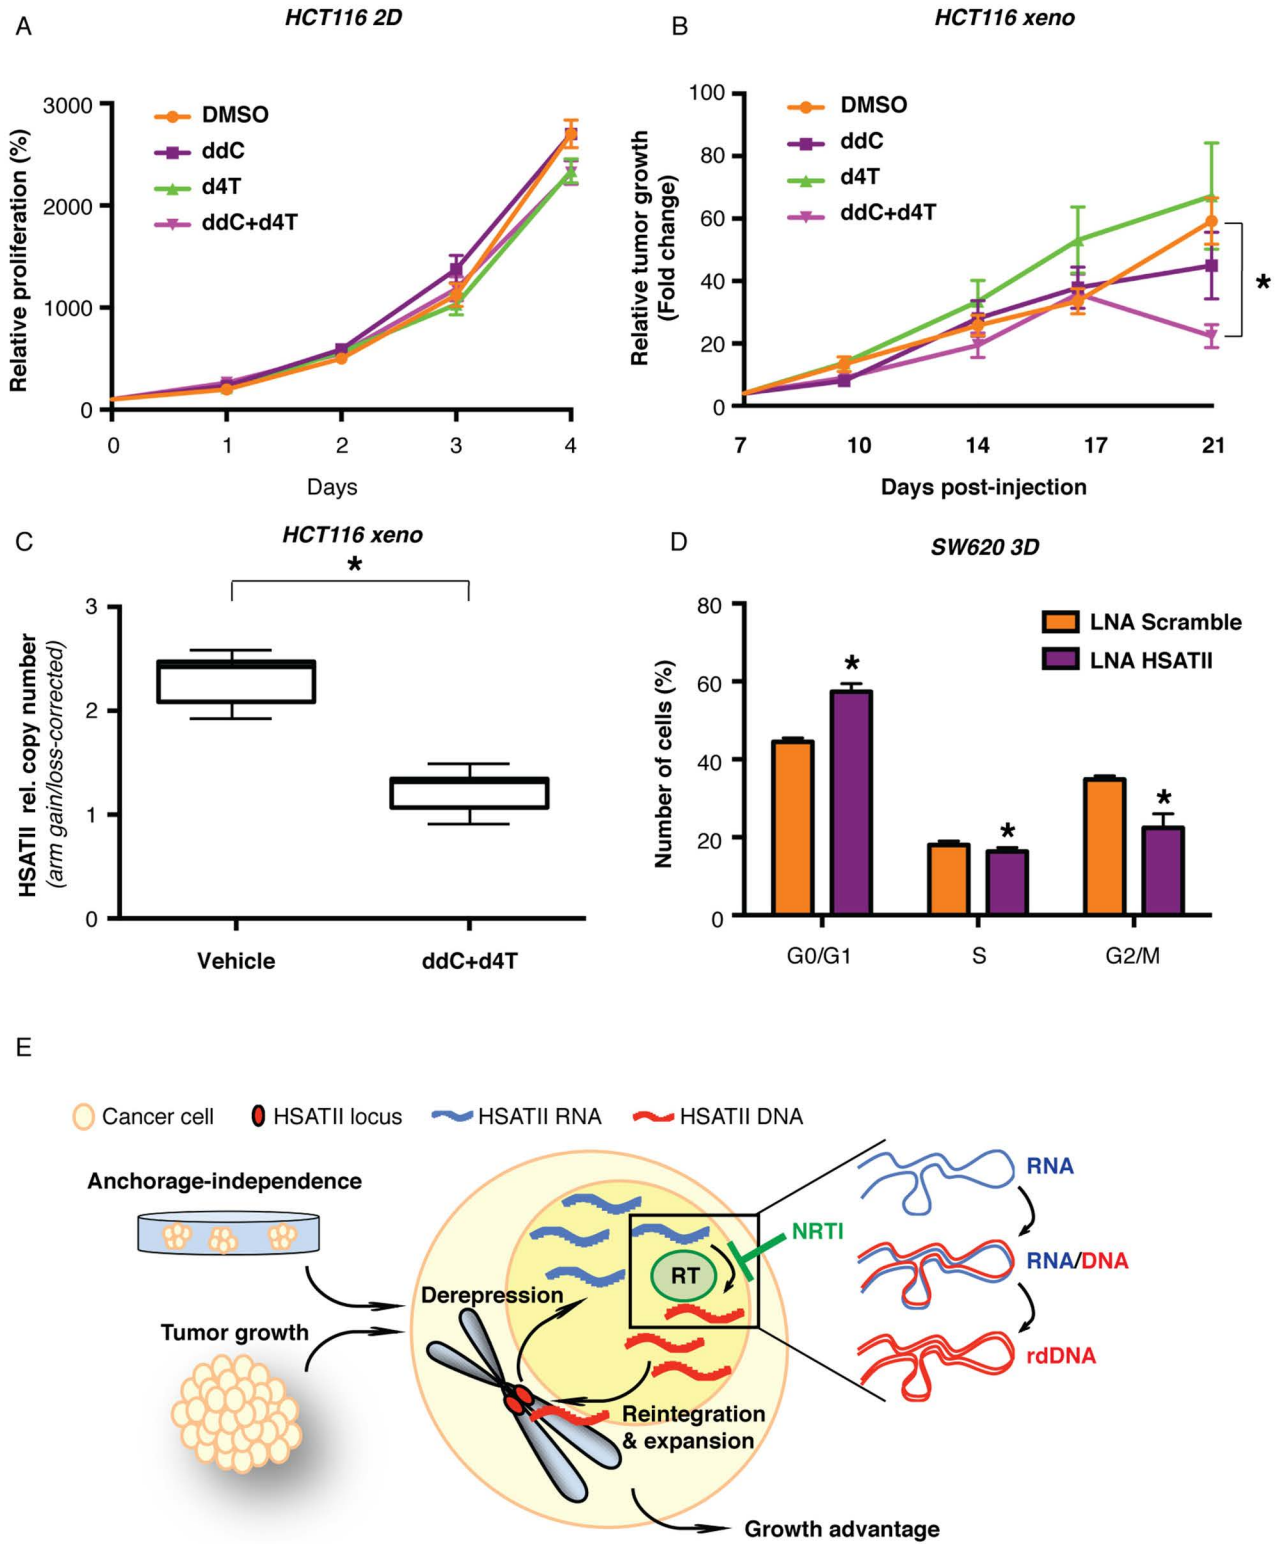 A
HCT116 2D
Relative proliferation (%)
3000
2000
1000
0
DMSO
ddC
d4T
ddC+d4T
0 1 2 3 4
Days
B
HCT116 xeno
Relative tumor growth
(Fold change)
100
80
60
40
20
0
DMSO
ddC
d4T
ddC+d4T
*
7 10 14 17 21
Days post-injection
C
HCT116 xeno
*
HSATII rel. copy number
(arm gain/loss-corrected)
3
2
1
0
Vehicle ddC+d4T
D
SW620 3D
Number of cells (%)
80
60
40
20
0
LNA Scramble
LNA HSATII
*
*
*
G0/G1 S G2/M
E
Cancer cell HSATII locus HSATII RNA HSATII DNA
Anchorage-independence
Tumor growth
Derepression
RT
NRTI
Reintegration
& expansion
Growth advantage
RNA
RNA/DNA
rdDNA